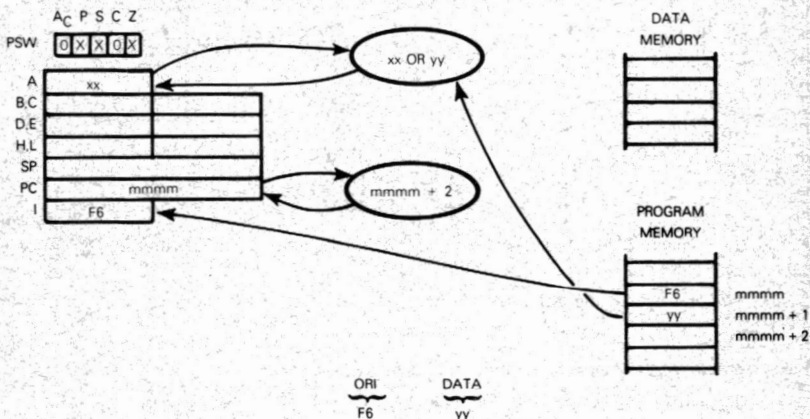 AC P S C Z
PSW 0 X X 0 X
A xx
B,C
D,E
H,L
SP
PC mmmm
I F6
xx OR yy
mmmm + 2
DATA
MEMORY
PROGRAM
MEMORY
F6 mmmm
yy mmmm + 1
mmmm + 2
ORI DATA
F6 yy